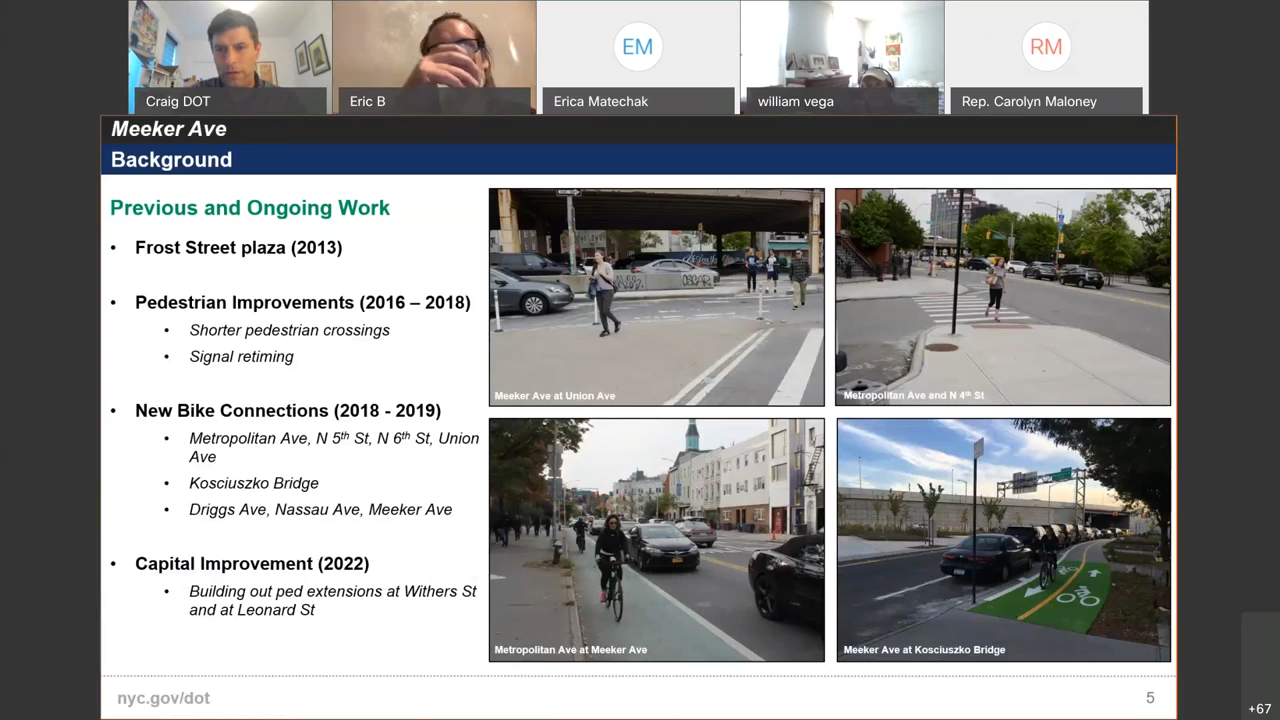 EM
RM
Craig DOT
Eric B
Erica Matechak
william vega
Rep. Carolyn Maloney
Meeker Ave
Background
Previous and Ongoing Work
• Frost Street plaza (2013)
• Pedestrian Improvements (2016 – 2018)
• Shorter pedestrian crossings
• Signal retiming
• New Bike Connections (2018 - 2019)
• Metropolitan Ave, N 5th St, N 6th St, Union
Ave
• Kosciuszko Bridge
• Driggs Ave, Nassau Ave, Meeker Ave
• Capital Improvement (2022)
• Building out ped extensions at Withers St
and at Leonard St
Meeker Ave at Union Ave
Metropolitan Ave and N 4th St
Metropolitan Ave at Meeker Ave
Meeker Ave at Kosciuszko Bridge
nyc.gov/dot
5
+67